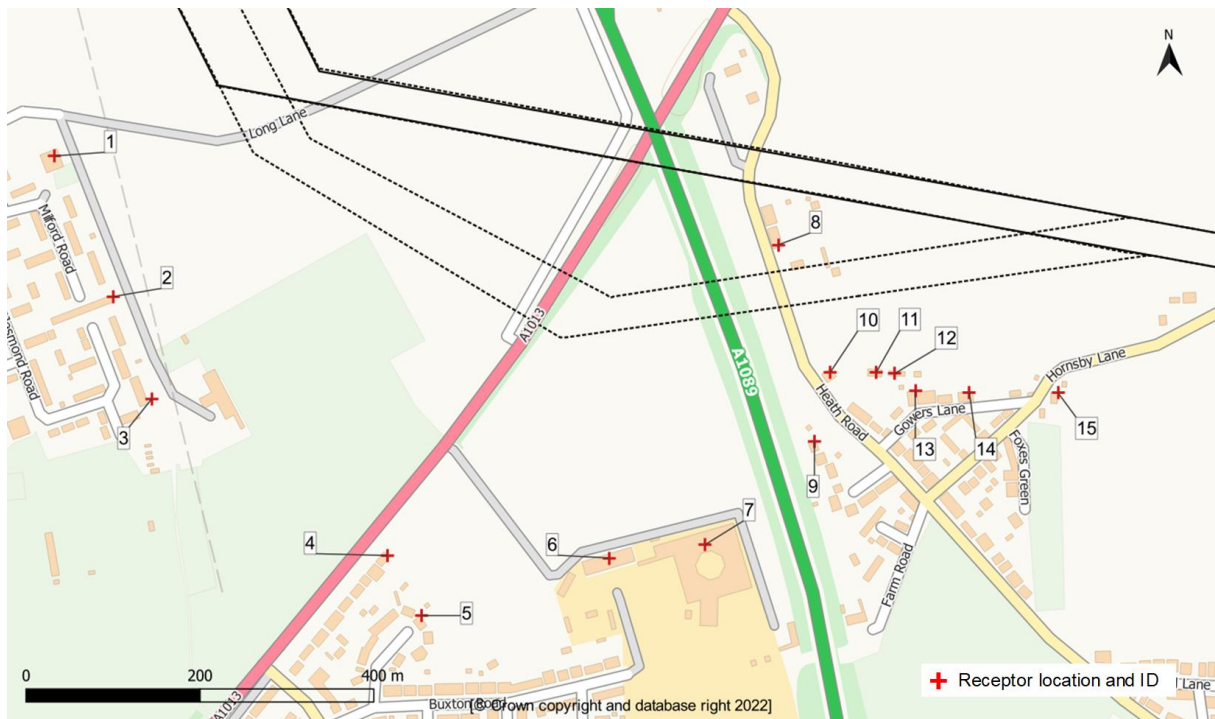 N
Long Lane
1
Milford Road
8
2
A1013
10
11
12
A1089
Hornsby Lane
Heath Road
Gowers Lane
3
13
14
15
Foxes Green
9
7
4
6
Farm Road
5
0
200
400 m
Receptor location and ID
d Lane
A1013
Buxton Road
[© Crown copyright and database right 2022]